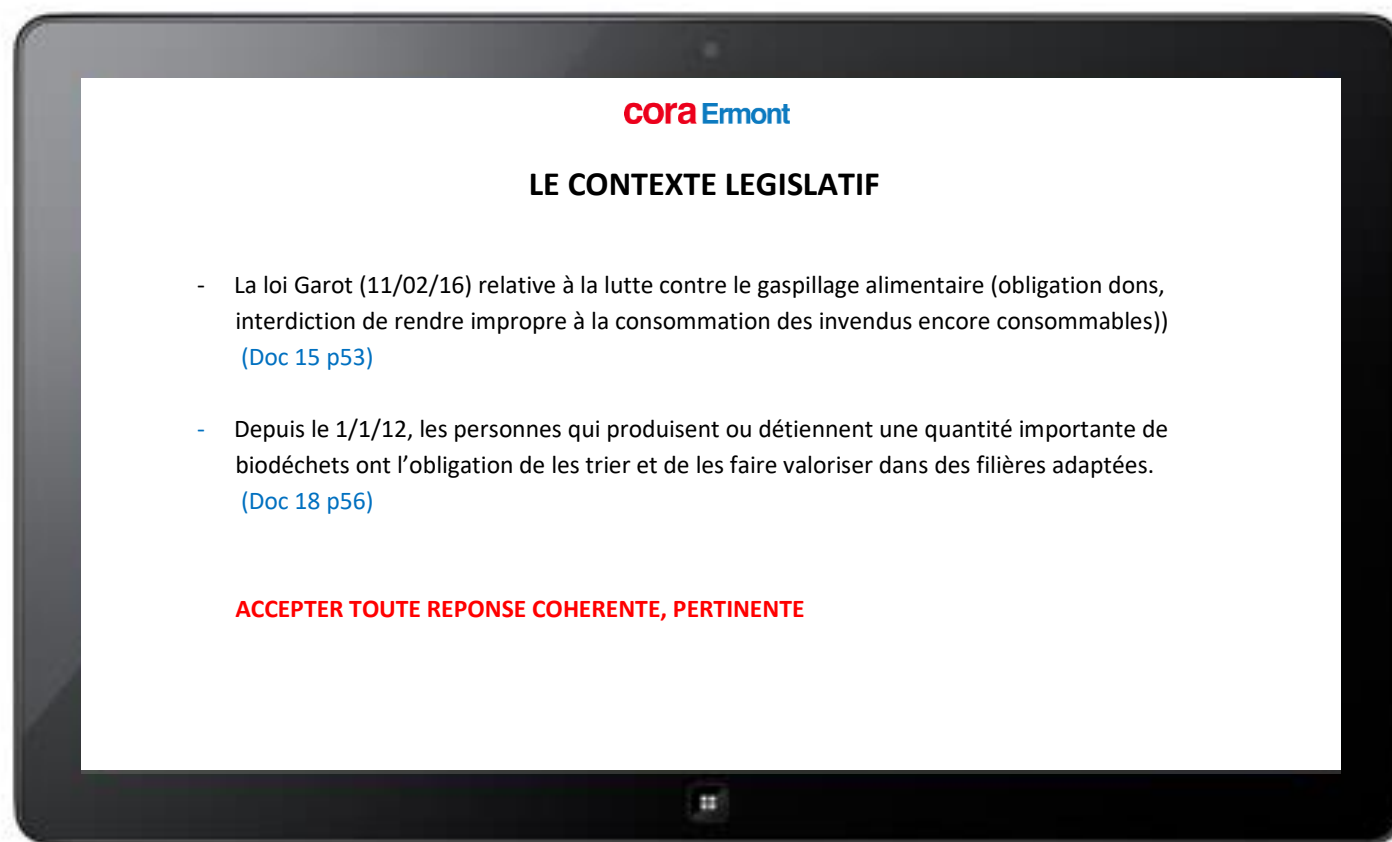 cora Ermont
LE CONTEXTE LEGISLATIF
- La loi Garot (11/02/16) relative à la lutte contre le gaspillage alimentaire (obligation dons,
interdiction de rendre impropre à la consommation des invendus encore consommables))
(Doc 15 p53)
- Depuis le 1/1/12, les personnes qui produisent ou détiennent une quantité importante de
biodéchets ont l’obligation de les trier et de les faire valoriser dans des filières adaptées.
(Doc 18 p56)
ACCEPTER TOUTE REPONSE COHERENTE, PERTINENTE